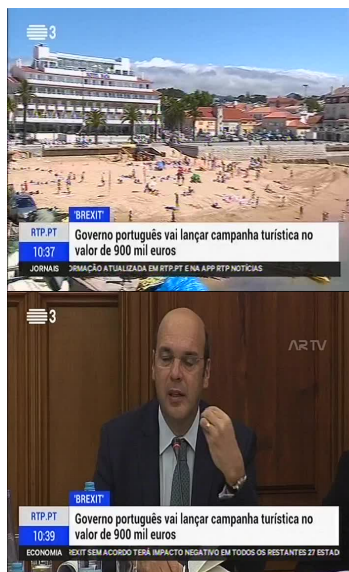 3
'BREXIT'
RTP.PT
10:37
Governo português vai lançar campanha turística no
valor de 900 mil euros
JORNAIS
ORMAÇÃO ATUALIZADA EM RTP.PT E NA APP RTP NOTÍCIAS
3
ARTV
'BREXIT'
RTP.PT
10:39
Governo português vai lançar campanha turística no
valor de 900 mil euros
ECONOMIA
REXIT SEM ACORDO TERÁ IMPACTO NEGATIVO EM TODOS OS RESTANTES 27 ESTAD